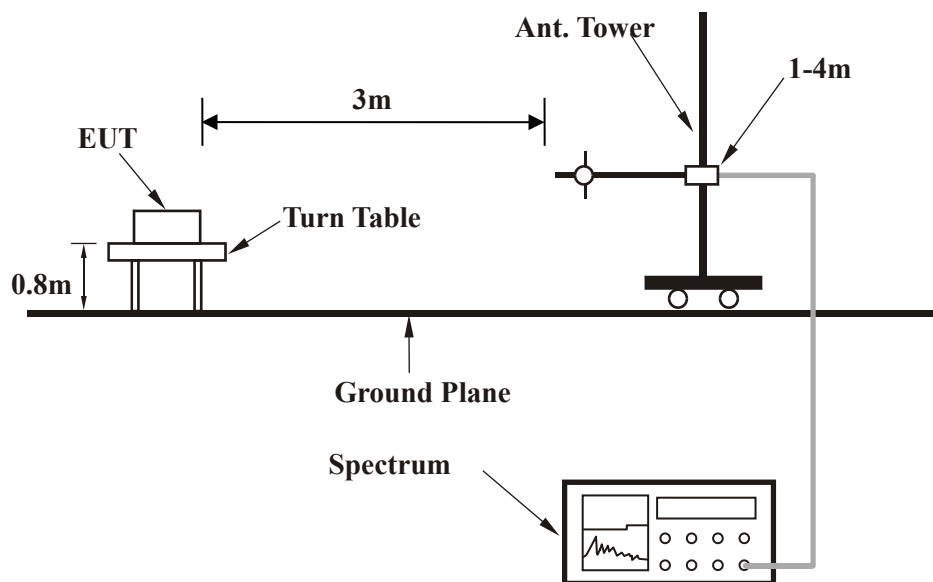 Ant. Tower
1-4m
3m
EUT
Turn Table
0.8m
Ground Plane
Spectrum